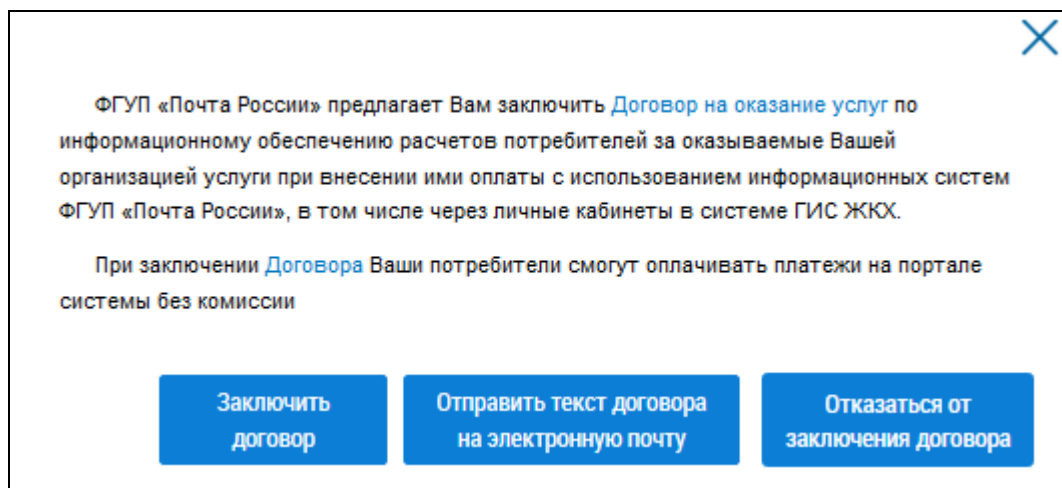 ФГУП «Почта России» предлагает Вам заключить Договор на оказание услуг по
информационному обеспечению расчетов потребителей за оказываемые Вашей
организацией услуги при внесении ими оплаты с использованием информационных систем
ФГУП «Почта России», в том числе через личные кабинеты в системе ГИС ЖКХ.
При заключении Договора Ваши потребители смогут оплачивать платежи на портале
системы без комиссии
Заключить
договор
Отправить текст договора
на электронную почту
Отказаться от
заключения договора